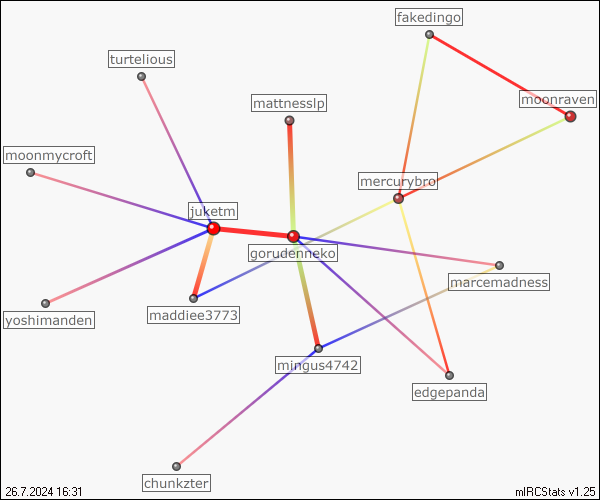 fakedingo
turtelious
moonraven
mattnesslp
moonmycroft
mercurybro
juketm
gorudenneko
marcemadness
maddiee3773
yoshimanden
mingus4742
edgepanda
chunkzter
26.7.2024 16:31
mIRCStats v1.25